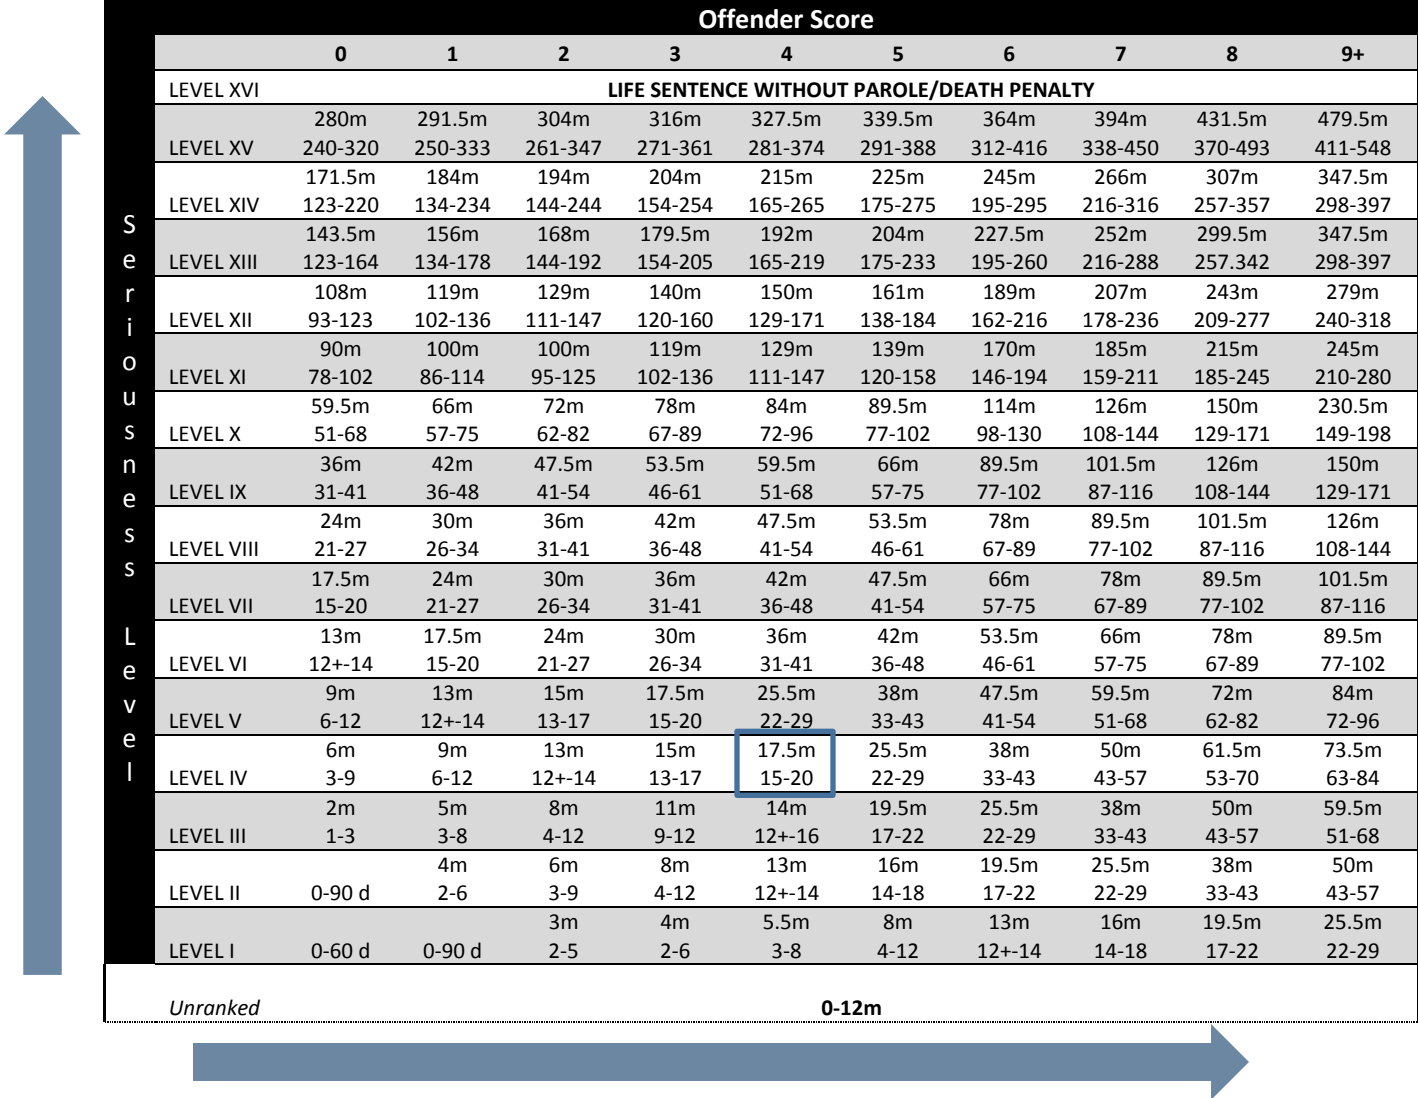 Offender Score
0 1 2 3 4 5 6 7 8 9+
LEVEL XVI LIFE SENTENCE WITHOUT PAROLE/DEATH PENALTY
280m 291.5m 304m 316m 327.5m 339.5m 364m 394m 431.5m 479.5m
LEVEL XV 240-320 250-333 261-347 271-361 281-374 291-388 312-416 338-450 370-493 411-548
171.5m 184m 194m 204m 215m 225m 245m 266m 307m 347.5m
LEVEL XIV 123-220 134-234 144-244 154-254 165-265 175-275 195-295 216-316 257-357 298-397
143.5m 156m 168m 179.5m 192m 204m 227.5m 252m 299.5m 347.5m
LEVEL XIII 123-164 134-178 144-192 154-205 165-219 175-233 195-260 216-288 257.342 298-397
108m 119m 129m 140m 150m 161m 189m 207m 243m 279m
LEVEL XII 93-123 102-136 111-147 120-160 129-171 138-184 162-216 178-236 209-277 240-318
90m 100m 100m 119m 129m 139m 170m 185m 215m 245m
LEVEL XI 78-102 86-114 95-125 102-136 111-147 120-158 146-194 159-211 185-245 210-280
59.5m 66m 72m 78m 84m 89.5m 114m 126m 150m 230.5m
LEVEL X 51-68 57-75 62-82 67-89 72-96 77-102 98-130 108-144 129-171 149-198
36m 42m 47.5m 53.5m 59.5m 66m 89.5m 101.5m 126m 150m
LEVEL IX 31-41 36-48 41-54 46-61 51-68 57-75 77-102 87-116 108-144 129-171
24m 30m 36m 42m 47.5m 53.5m 78m 89.5m 101.5m 126m
LEVEL VIII 21-27 26-34 31-41 36-48 41-54 46-61 67-89 77-102 87-116 108-144
17.5m 24m 30m 36m 42m 47.5m 66m 78m 89.5m 101.5m
LEVEL VII 15-20 21-27 26-34 31-41 36-48 41-54 57-75 67-89 77-102 87-116
13m 17.5m 24m 30m 36m 42m 53.5m 66m 78m 89.5m
LEVEL VI 12+-14 15-20 21-27 26-34 31-41 36-48 46-61 57-75 67-89 77-102
9m 13m 15m 17.5m 25.5m 38m 47.5m 59.5m 72m 84m
LEVEL V 6-12 12+-14 13-17 15-20 22-29 33-43 41-54 51-68 62-82 72-96
6m 9m 13m 15m 17.5m 25.5m 38m 50m 61.5m 73.5m
LEVEL IV 3-9 6-12 12+-14 13-17 15-20 22-29 33-43 43-57 53-70 63-84
2m 5m 8m 11m 14m 19.5m 25.5m 38m 50m 59.5m
LEVEL III 1-3 3-8 4-12 9-12 12+-16 17-22 22-29 33-43 43-57 51-68
4m 6m 8m 13m 16m 19.5m 25.5m 38m 50m
LEVEL II 0-90 d 2-6 3-9 4-12 12+-14 14-18 17-22 22-29 33-43 43-57
3m 4m 5.5m 8m 13m 16m 19.5m 25.5m
LEVEL I 0-60 d 0-90 d 2-5 2-6 3-8 4-12 12+-14 14-18 17-22 22-29
Unranked 0-12m
Seriousness Level